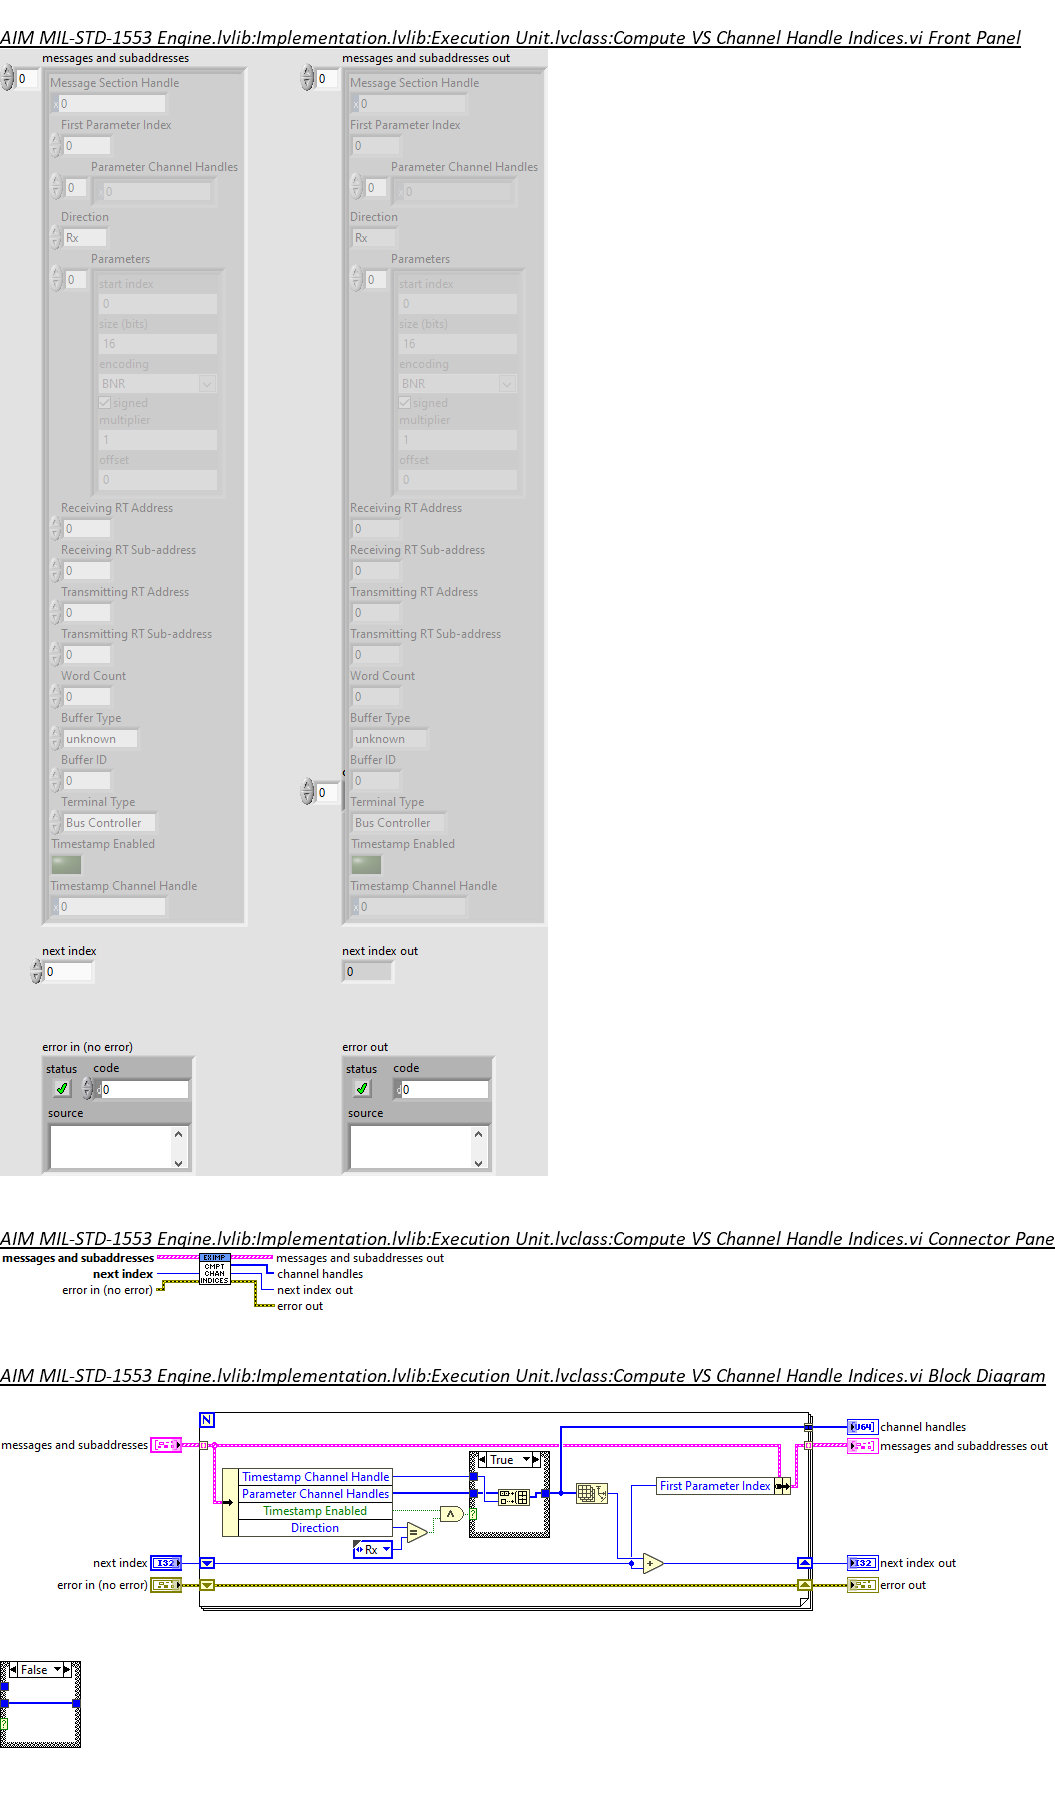 AIM MIL-STD-1553 Engine.lvlib:Implementation.lvlib:Execution Unit.lvclass:Compute VS Channel Handle Indices.vi Front Panel
messages and subaddresses
0
Message Section Handle
x 0
First Parameter Index
0
Parameter Channel Handles
0
x 0
Direction
Rx
Parameters
0
start index
0
size (bits)
16
encoding
BNR
signed
multiplier
1
offset
0
Receiving RT Address
0
Receiving RT Sub-address
0
Transmitting RT Address
0
Transmitting RT Sub-address
0
Word Count
0
Buffer Type
unknown
Buffer ID
0
Terminal Type
Bus Controller
Timestamp Enabled
Timestamp Channel Handle
x 0
next index
0
error in (no error)
status
code
d 0
source
messages and subaddresses out
0
Message Section Handle
x 0
First Parameter Index
0
Parameter Channel Handles
0
x 0
Direction
Rx
Parameters
0
start index
0
size (bits)
16
encoding
BNR
signed
multiplier
1
offset
0
Receiving RT Address
0
Receiving RT Sub-address
0
Transmitting RT Address
0
Transmitting RT Sub-address
0
Word Count
0
Buffer Type
unknown
Buffer ID
0
0
Terminal Type
Bus Controller
Timestamp Enabled
Timestamp Channel Handle
x 0
next index out
0
error out
status
code
d 0
source
AIM MIL-STD-1553 Engine.lvlib:Implementation.lvlib:Execution Unit.lvclass:Compute VS Channel Handle Indices.vi Connector Pane
messages and subaddresses
next index
error in (no error)
EXIMP
CMPT
CHAN
INDICES
messages and subaddresses out
channel handles
next index out
error out
AIM MIL-STD-1553 Engine.lvlib:Implementation.lvlib:Execution Unit.lvclass:Compute VS Channel Handle Indices.vi Block Diagram
N
channel handles
U64
messages and subaddresses
messages and subaddresses out
True
Timestamp Channel Handle
Parameter Channel Handles
Timestamp Enabled
Direction
Rx
First Parameter Index
next index
I32
I32
next index out
error in (no error)
error out
False